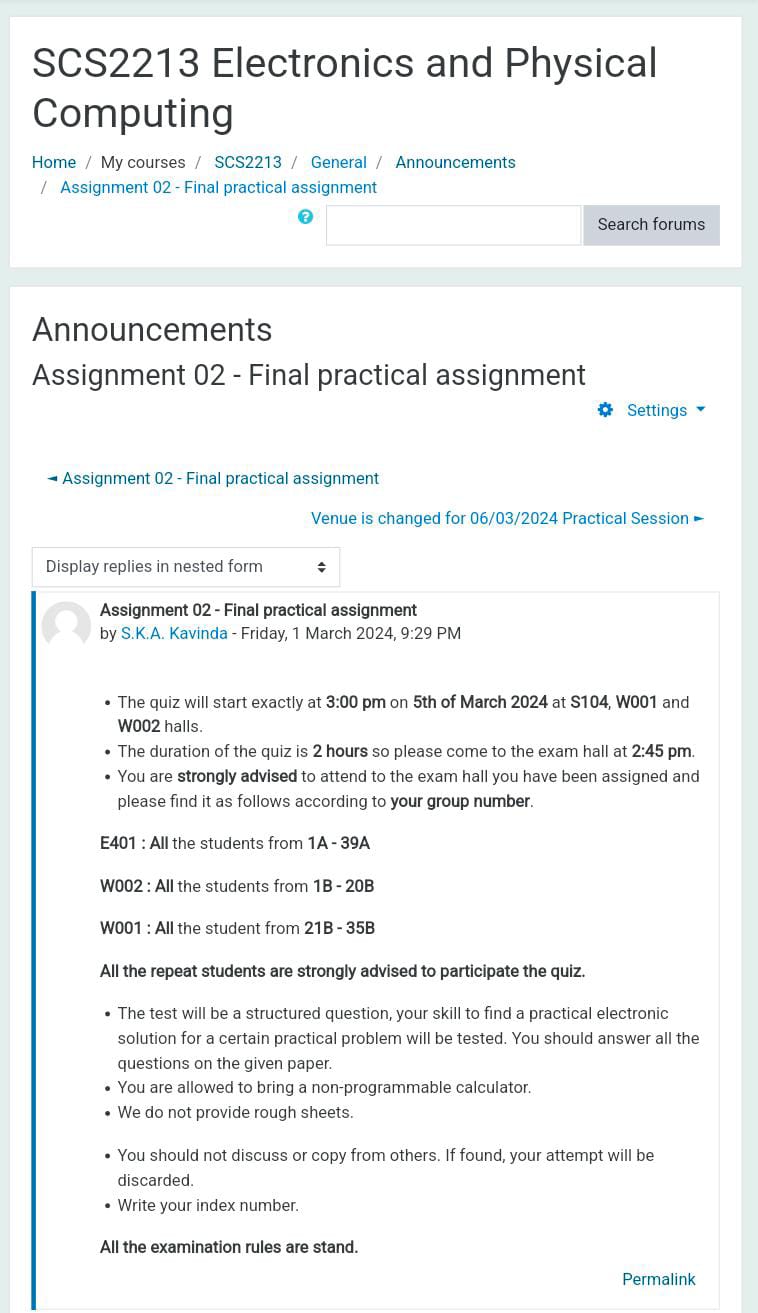 SCS2213 Electronics and Physical
Computing
Home / My courses / SCS2213 / General / Announcements
/ Assignment 02 - Final practical assignment
Search forums
Announcements
Assignment 02 - Final practical assignment
Settings
◄ Assignment 02 - Final practical assignment
Venue is changed for 06/03/2024 Practical Session ►
Display replies in nested form
Assignment 02 - Final practical assignment
by S.K.A. Kavinda - Friday, 1 March 2024, 9:29 PM
• The quiz will start exactly at 3:00 pm on 5th of March 2024 at S104, W001 and
W002 halls.
• The duration of the quiz is 2 hours so please come to the exam hall at 2:45 pm.
• You are strongly advised to attend to the exam hall you have been assigned and
please find it as follows according to your group number.
E401 : All the students from 1A - 39A
W002 : All the students from 1B - 20B
W001 : All the student from 21B - 35B
All the repeat students are strongly advised to participate the quiz.
• The test will be a structured question, your skill to find a practical electronic
solution for a certain practical problem will be tested. You should answer all the
questions on the given paper.
• You are allowed to bring a non-programmable calculator.
• We do not provide rough sheets.
• You should not discuss or copy from others. If found, your attempt will be
discarded.
• Write your index number.
All the examination rules are stand.
Permalink